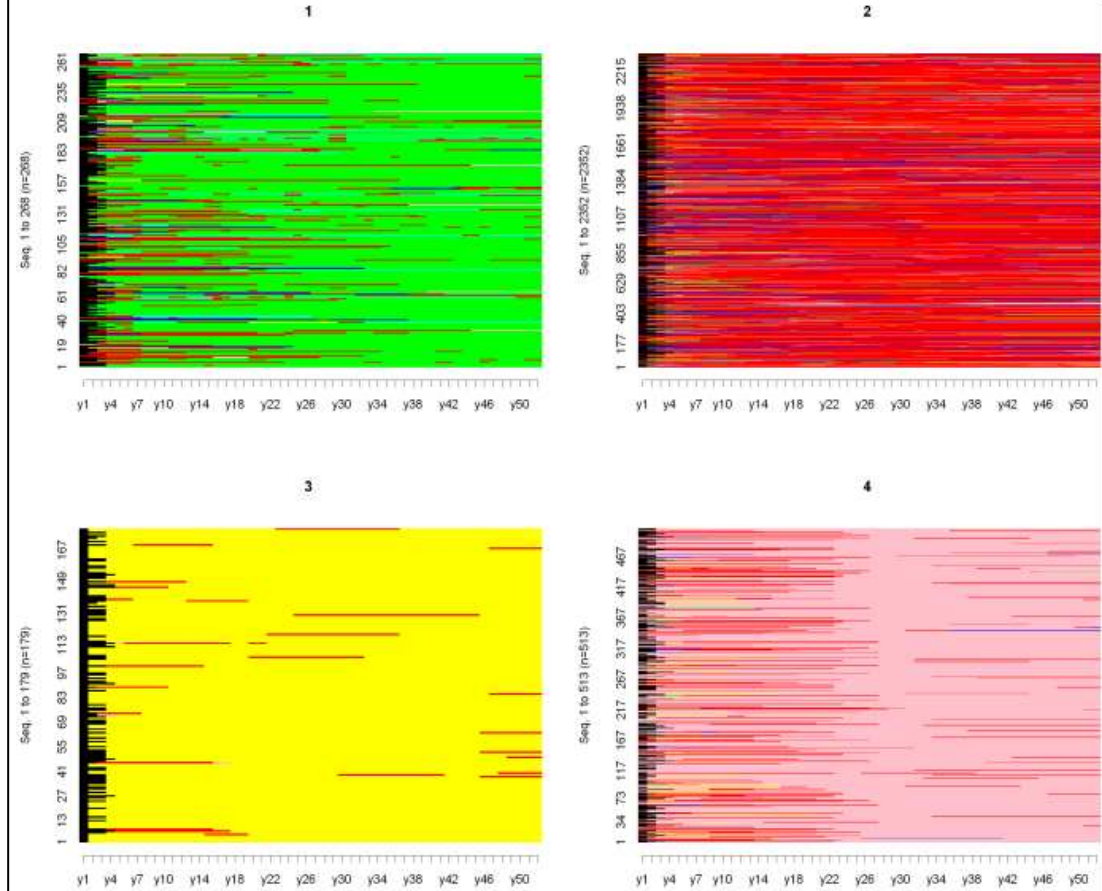 1
Seq. 1 to 268 (n=268)
1 19 40 61 82 105 131 157 183 209 235 261
y1 y4 y7 y10 y14 y18 y22 y26 y30 y34 y38 y42 y46 y50
2
Seq. 1 to 2352 (n=2352)
1 177 403 629 855 1107 1384 1661 1938 2215
y1 y4 y7 y10 y14 y18 y22 y26 y30 y34 y38 y42 y46 y50
3
Seq. 1 to 179 (n=179)
1 13 27 41 55 69 83 97 113 131 149 167
y1 y4 y7 y10 y14 y18 y22 y26 y30 y34 y38 y42 y46 y50
4
Seq. 1 to 513 (n=513)
1 34 73 117 167 217 267 317 367 417 467
y1 y4 y7 y10 y14 y18 y22 y26 y30 y34 y38 y42 y46 y50